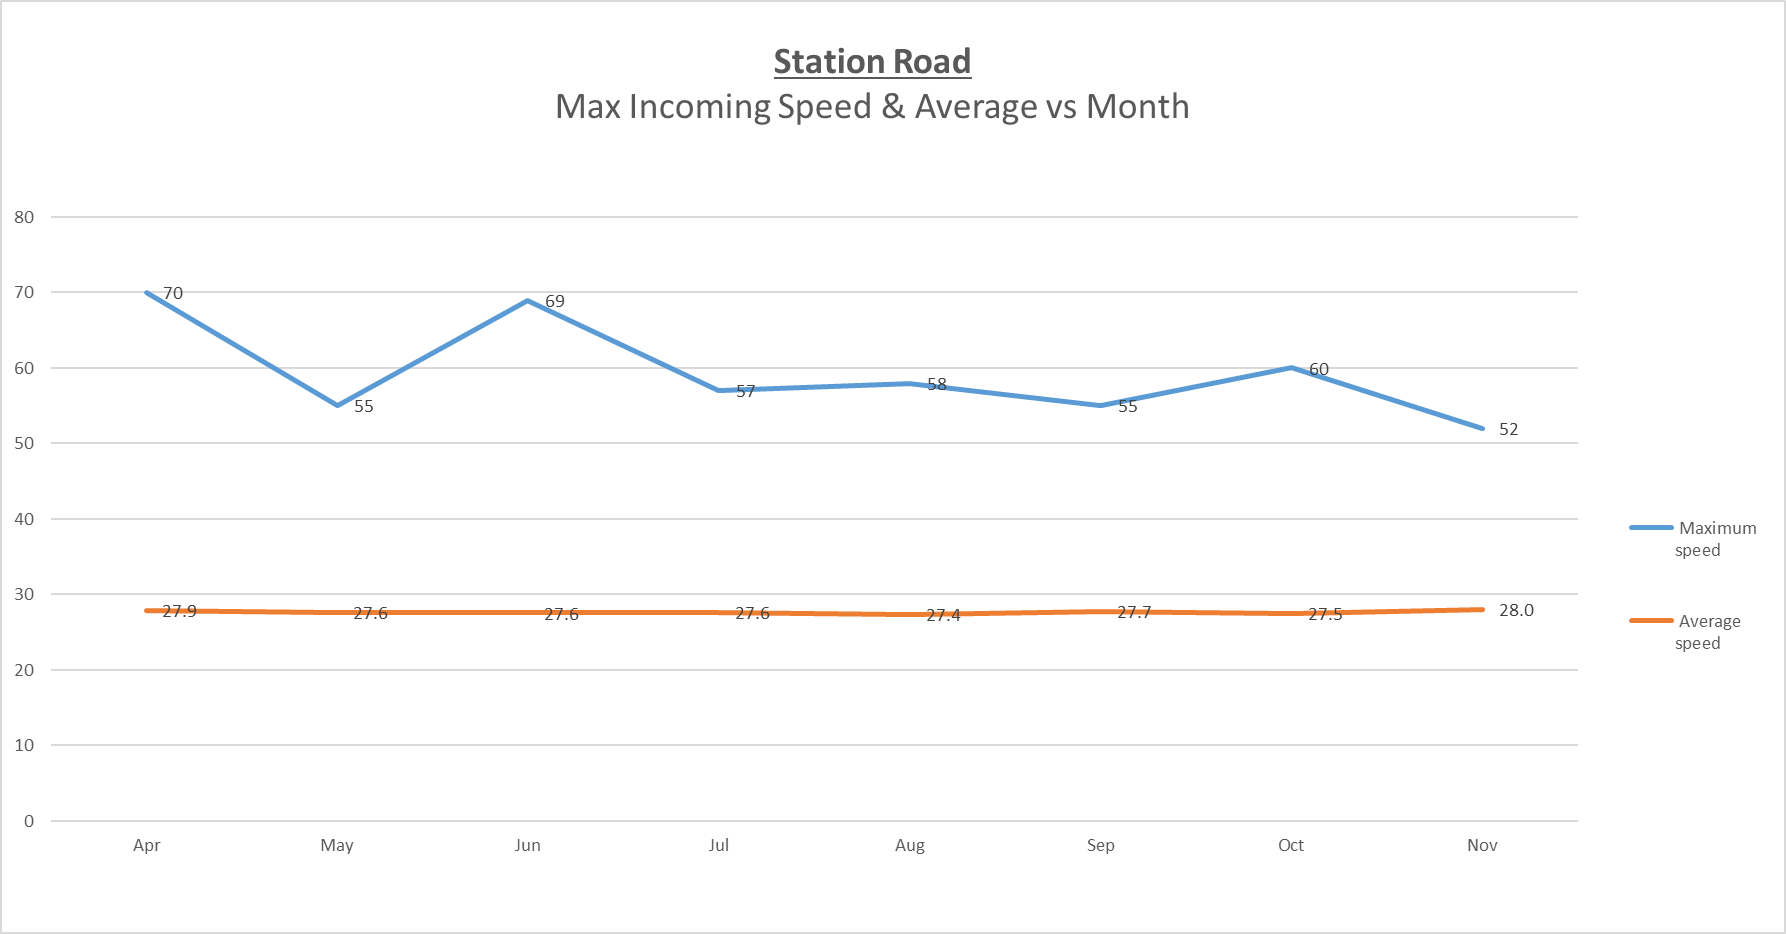 Station Road
Max Incoming Speed & Average vs Month
80
70
60
50
40
30
20
10
0
70
55
69
57
58
55
60
52
27.9
27.6
27.6
27.6
27.4
27.7
27.5
28.0
Apr
May
Jun
Jul
Aug
Sep
Oct
Nov
Maximum
speed
Average
speed